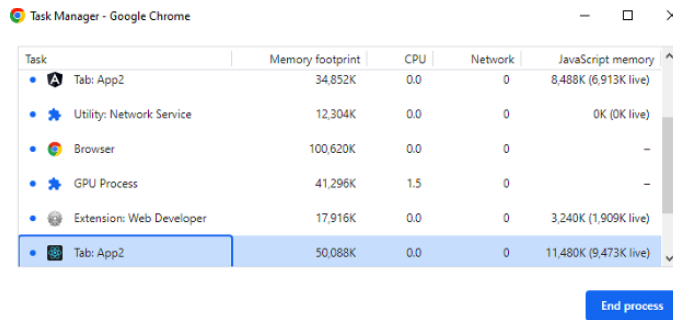 Task Manager - Google Chrome
Task Memory footprint CPU Network JavaScript memory
Tab: App2 34,852K 0.0 0 8,488K (6,913K live)
Utility: Network Service 12,304K 0.0 0 0K (0K live)
Browser 100,620K 0.0 0 –
GPU Process 41,296K 1.5 0 –
Extension: Web Developer 17,916K 0.0 0 3,240K (1,909K live)
Tab: App2 50,088K 0.0 0 11,480K (9,473K live)
End process